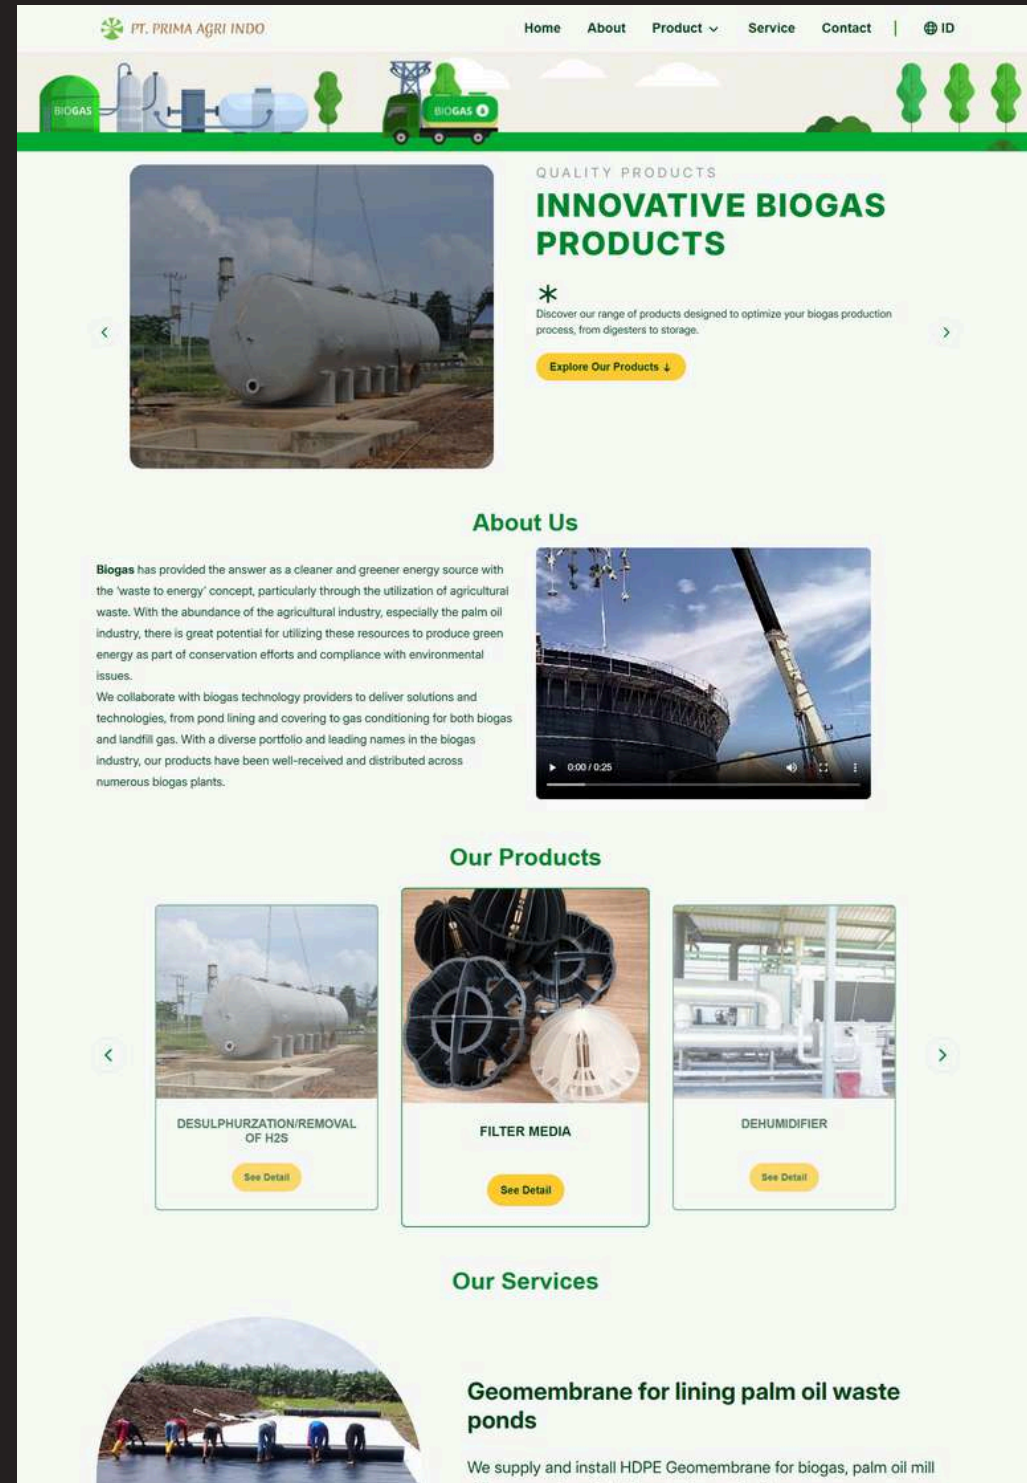 PT. PRIMA AGRI INDO
Home About Product Service Contact | ID
BIOGAS
BIOGAS
QUALITY PRODUCTS
INNOVATIVE BIOGAS
PRODUCTS
Discover our range of products designed to optimize your biogas production
process, from digesters to storage.
Explore Our Products ↓
About Us
Biogas has provided the answer as a cleaner and greener energy source with
the 'waste to energy' concept, particularly through the utilization of agricultural
waste. With the abundance of the agricultural industry, especially the palm oil
industry, there is great potential for utilizing these resources to produce green
energy as part of conservation efforts and compliance with environmental
issues.
We collaborate with biogas technology providers to deliver solutions and
technologies, from pond lining and covering to gas conditioning for both biogas
and landfill gas. With a diverse portfolio and leading names in the biogas
industry, our products have been well-received and distributed across
numerous biogas plants.
0:00 / 0:25
Our Products
DESULPHURZATION/REMOVAL
OF H2S
See Detail
FILTER MEDIA
See Detail
DEHUMIDIFIER
See Detail
Our Services
Geomembrane for lining palm oil waste
ponds
We supply and install HDPE Geomembrane for biogas, palm oil mill